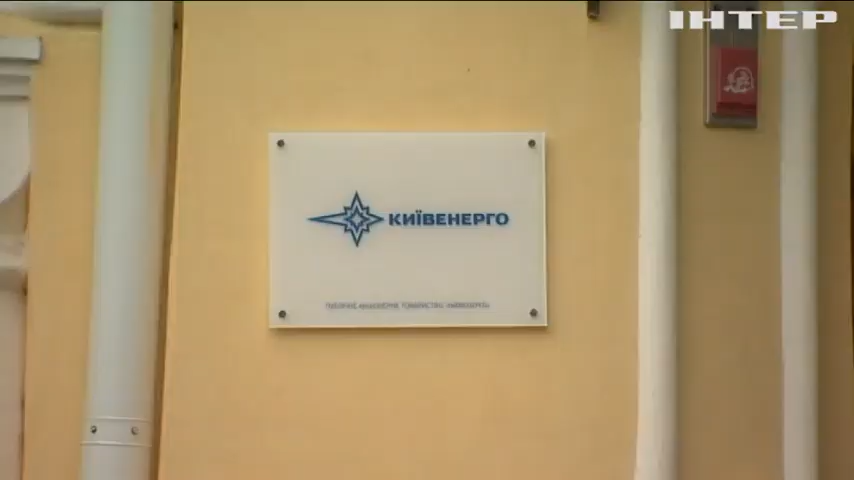 ІНТЕР
КИЇВЕНЕРГО
ПУБЛІЧНЕ АКЦІОНЕРНЕ ТОВАРИСТВО «КИЇВЕНЕРГО»